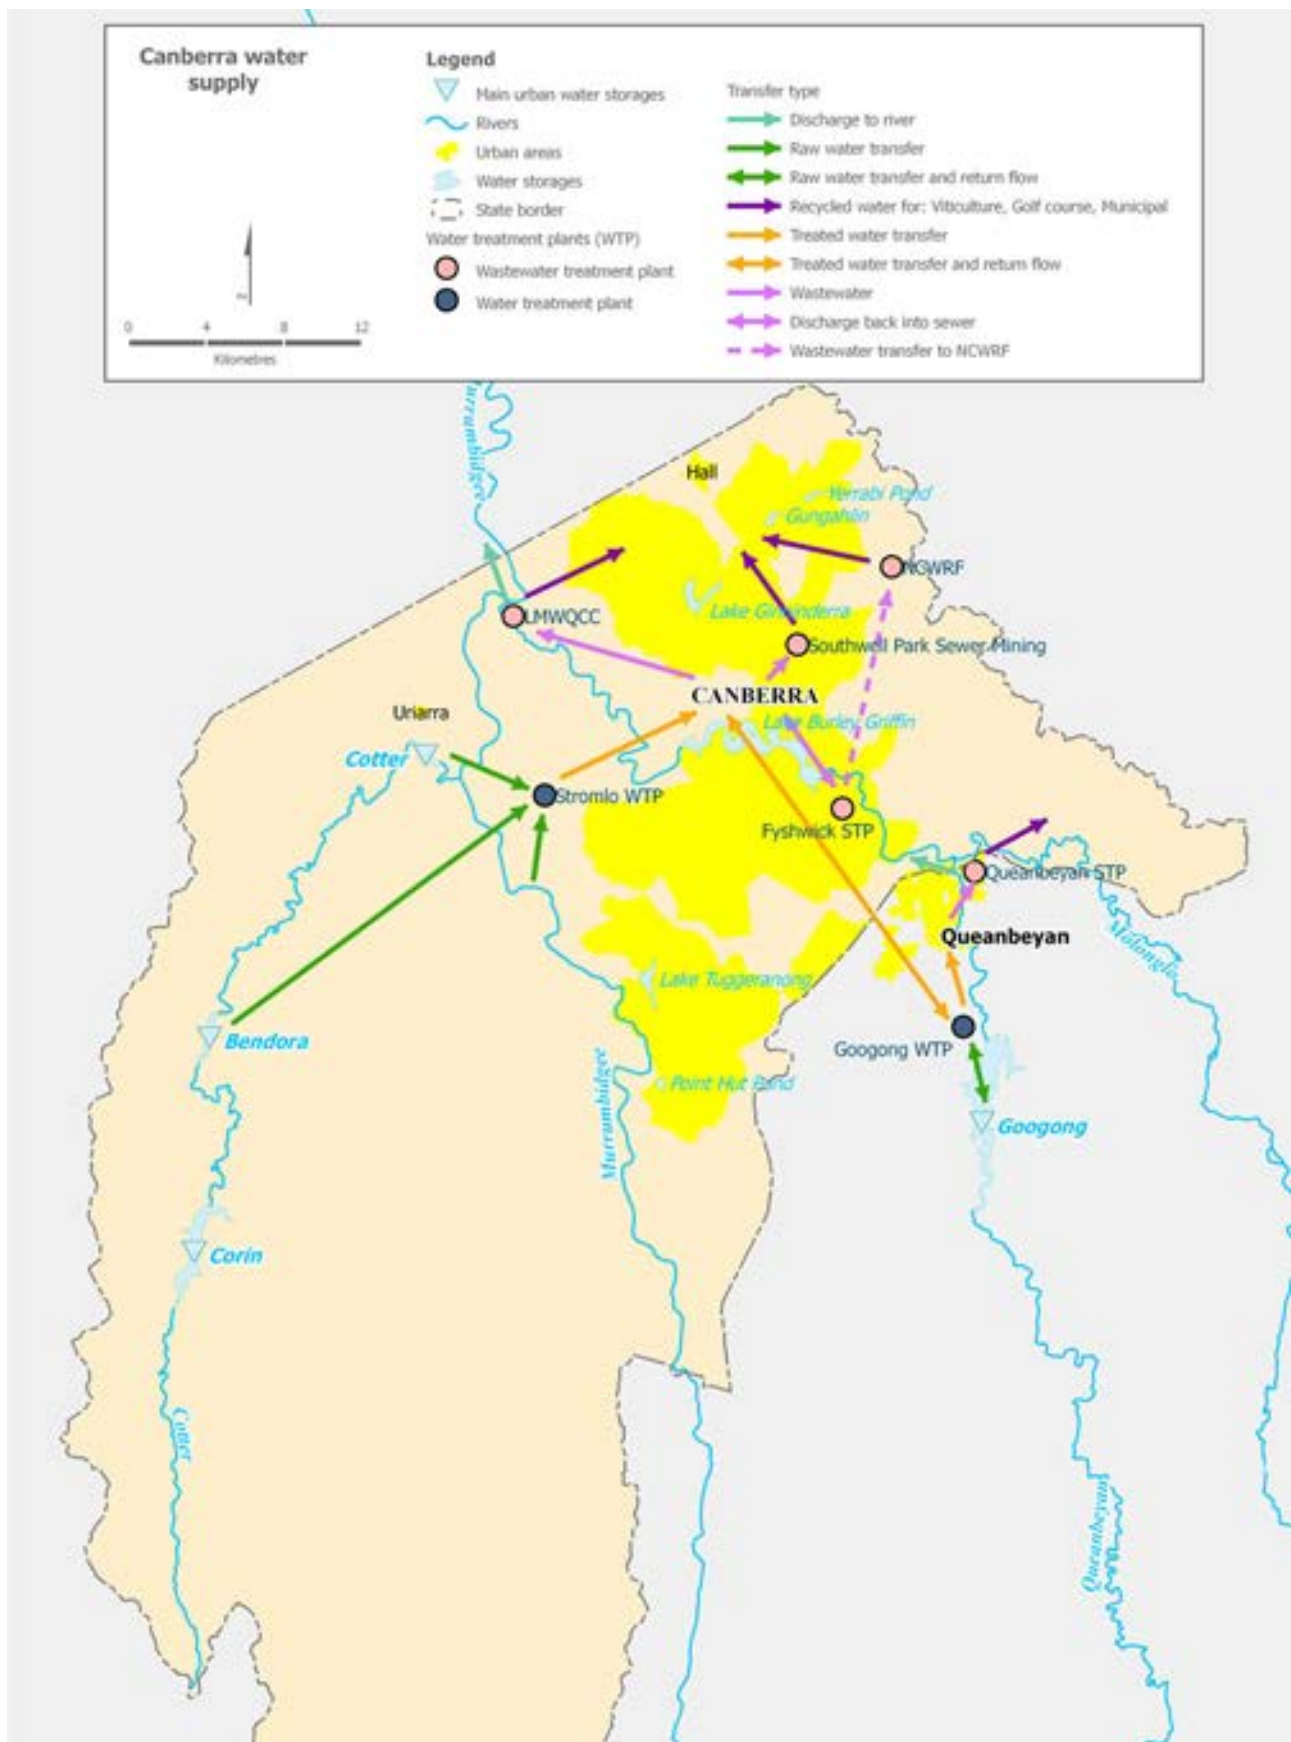 Canberra water
supply
Legend
Main urban water storages
Rivers
Urban areas
Water storages
State border
Water treatment plants (WTP)
Wastewater treatment plant
Water treatment plant
Transfer type
Discharge to river
Raw water transfer
Raw water transfer and return flow
Recycled water for: Viticulture, Golf course, Municipal
Treated water transfer
Treated water transfer and return flow
Wastewater
Discharge back into sewer
Wastewater transfer to NCWRF
0 4 8 12
Kilometres
Murrumbidgee
Hall
Yerrabi Pond
Gungahlin
NCWRF
Lake Ginninderra
LMWQCC
Southwell Park Sewer Mining
CANBERRA
Uriarra
Lake Burley Griffin
Cotter
Stromlo WTP
Fyshwick STP
Queanbeyan STP
Queanbeyan
Molonglo
Lake Tuggeranong
Bendora
Googong WTP
Point Hut Pond
Murrumbidgee
Googong
Corin
Cotter
Queanbeyan